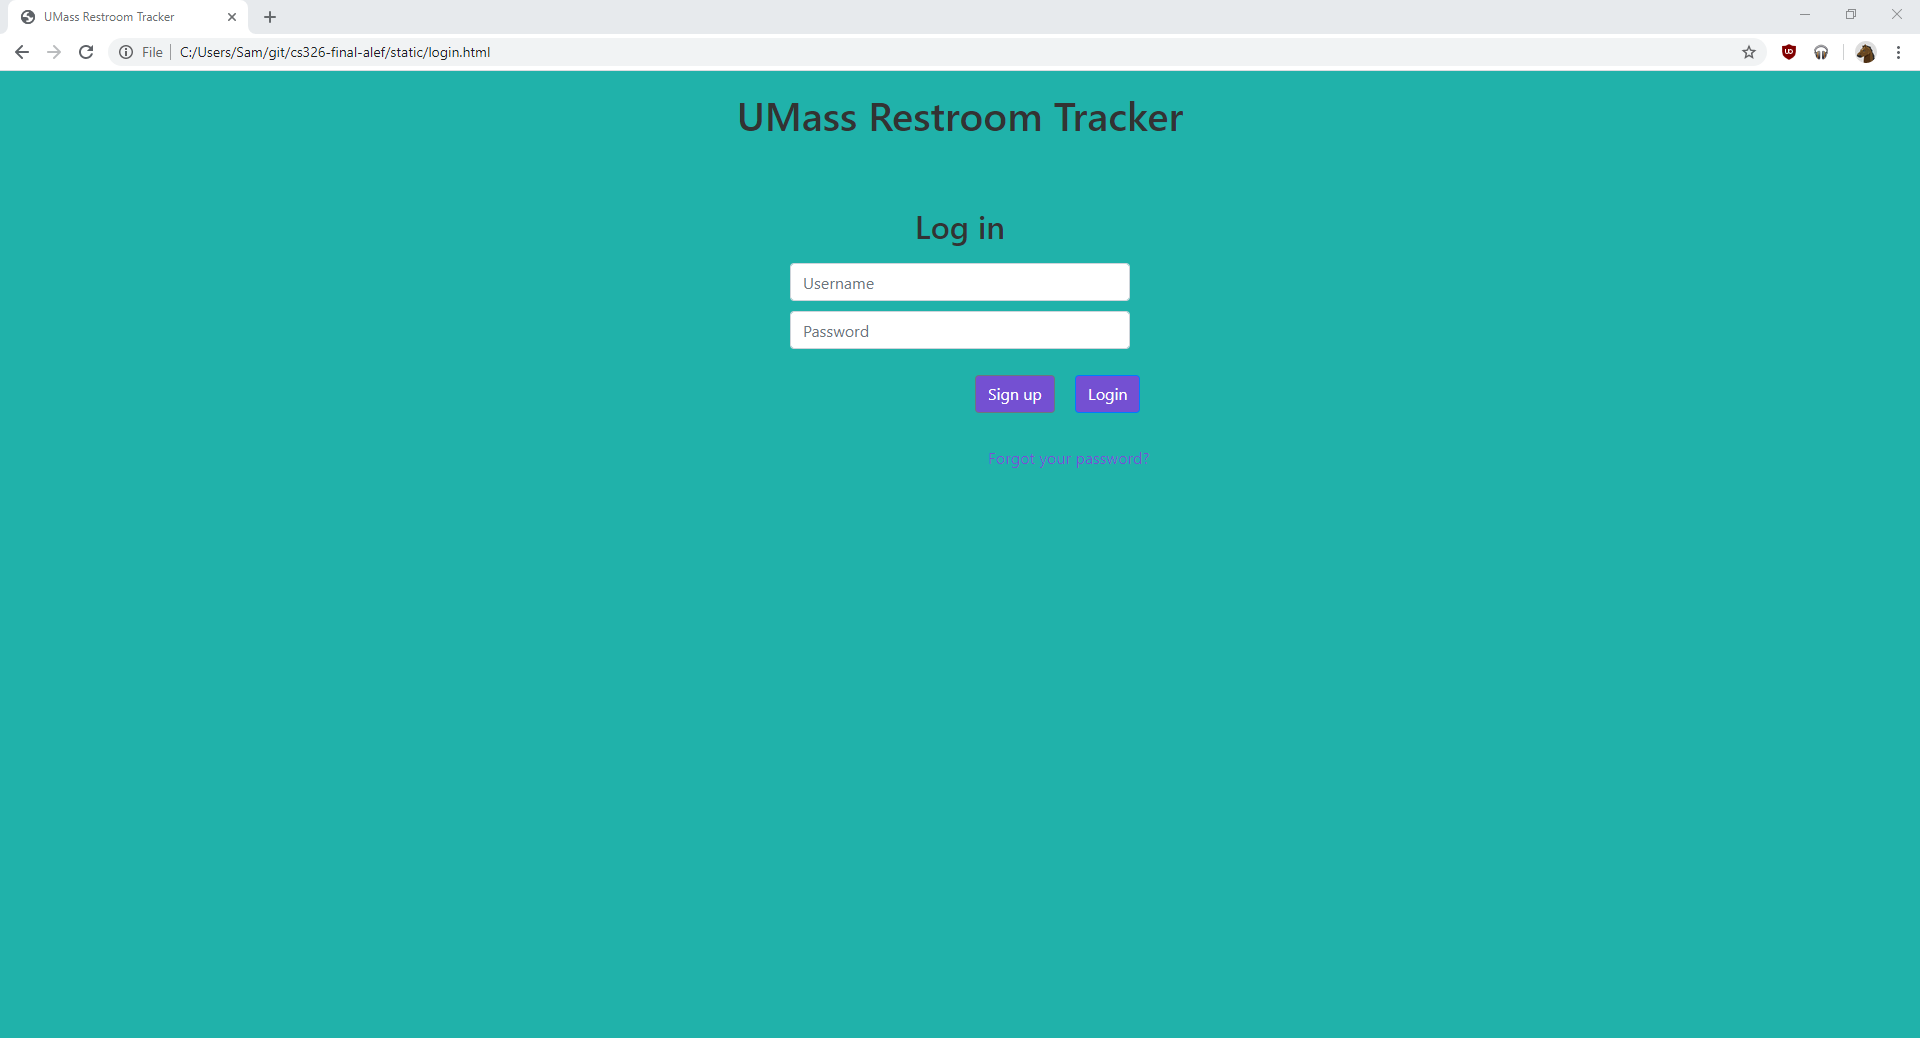 UMass Restroom Tracker
File C:/Users/Sam/git/cs326-final-alef/static/login.html
UMass Restroom Tracker
Log in
Username
Password
Sign up Login
Forgot your password?